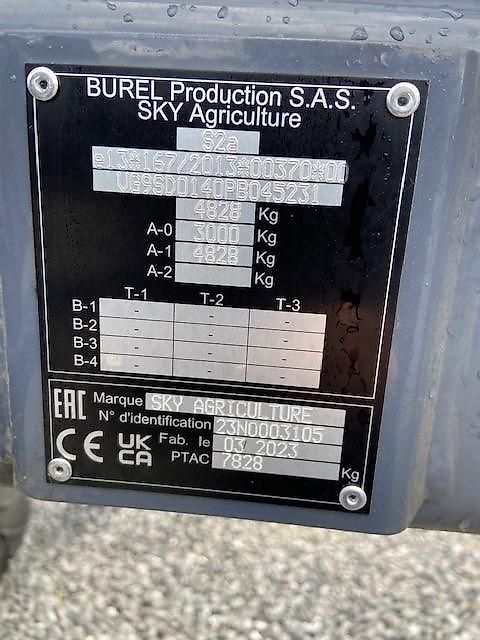 BUREL Production S.A.S.
SKY Agriculture
S2a
e13*167/2013*00370*00
VG9SD0140PB045231
4828 Kg
A-0 3000 Kg
A-1 4828 Kg
A-2 Kg
T-1 T-2 T-3
B-1 - - -
B-2 - - -
B-3 - - -
B-4 - - -
EAC Marque SKY AGRICULTURE
N° d'identification 23N0003105
CE UKCA Fab. le 03 2023
PTAC 7828 Kg